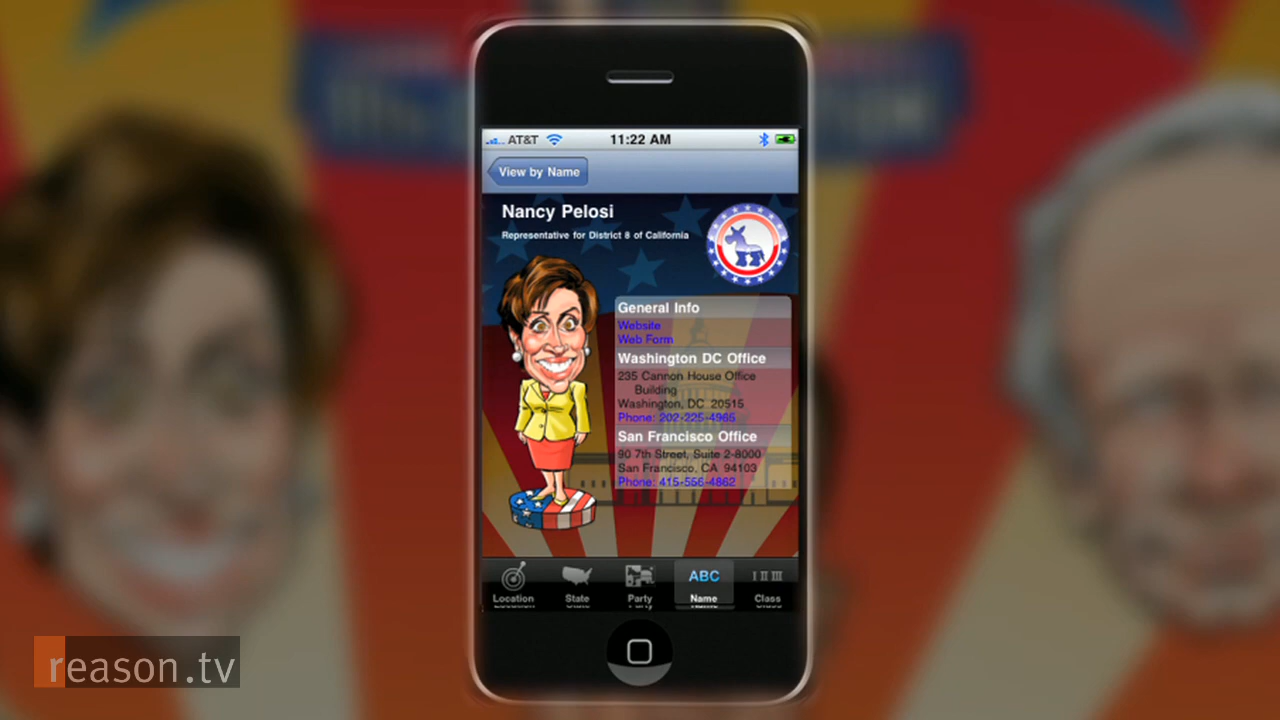 AT&T
11:22 AM
View by Name
Nancy Pelosi
Representative for District 8 of California
General Info
Website
Web Form
Washington DC Office
235 Cannon House Office
Building
Washington, DC 20515
Phone: 202-225-4965
San Francisco Office
90 7th Street, Suite 2-8000
San Francisco, CA 94103
Phone: 415-556-4862
ABC
I II III
Location
State
Party
Name
Class
reason.tv